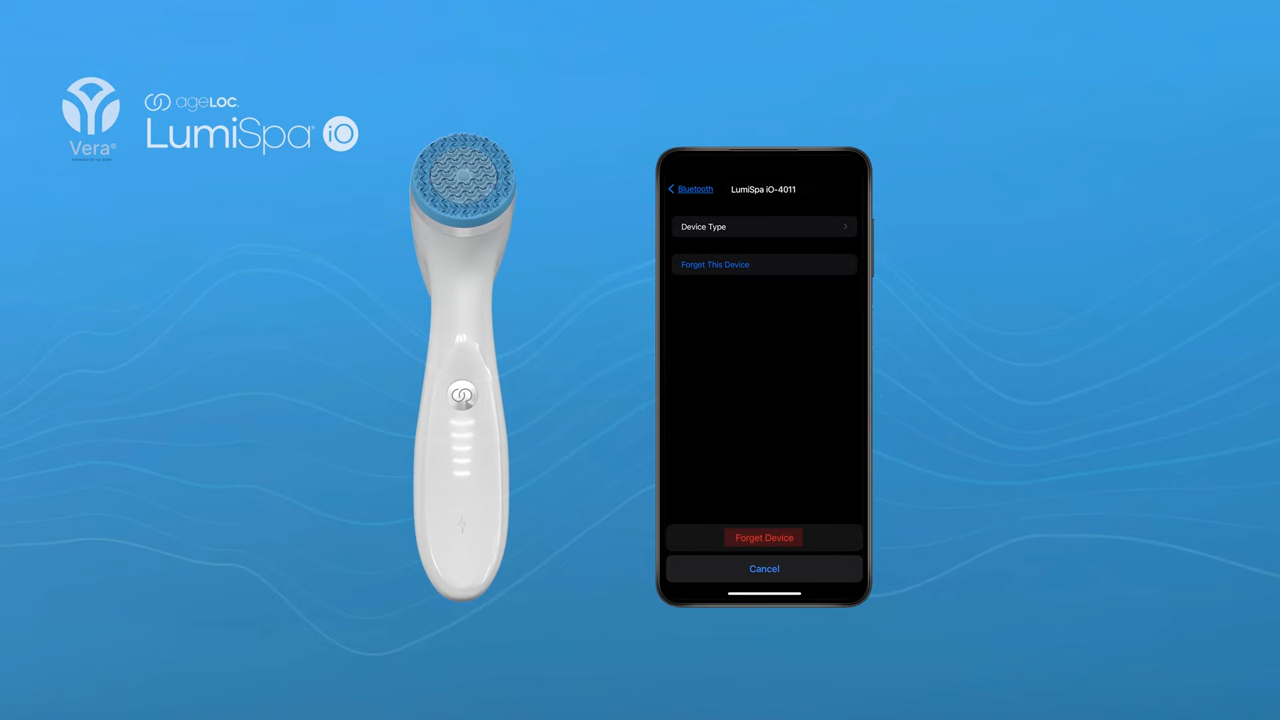 Vera®
ageLOC
LumiSpa® iO
Bluetooth
LumiSpa iO-4011
Device Type
Forget This Device
Forget Device
Cancel